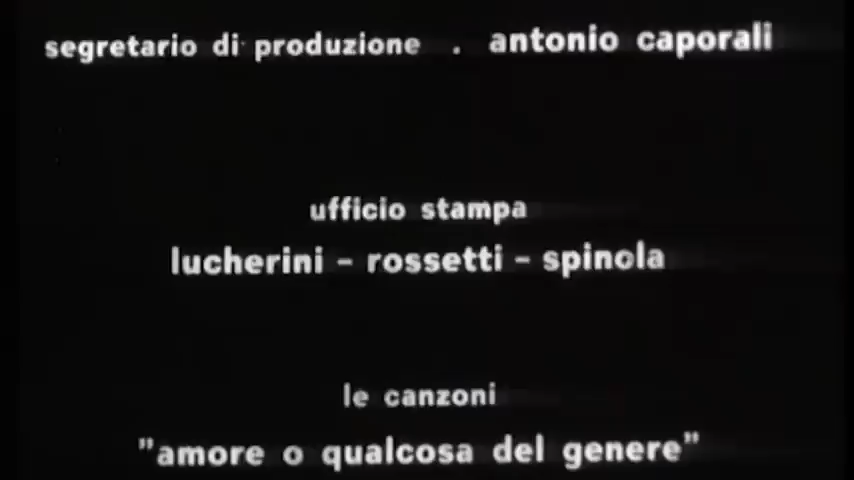 segretario di produzione . antonio caporali
ufficio stampa
lucherini - rossetti - spinola
le canzoni
"amore o qualcosa del genere"